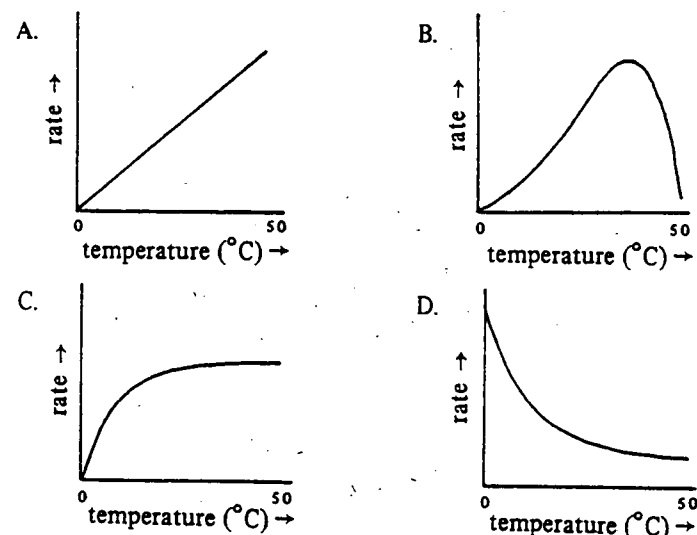 A.
rate →
0 50
temperature (°C) →
B.
rate →
0 50
temperature (°C) →
C.
rate →
0 50
temperature (°C) →
D.
rate →
0 50
temperature (°C) →